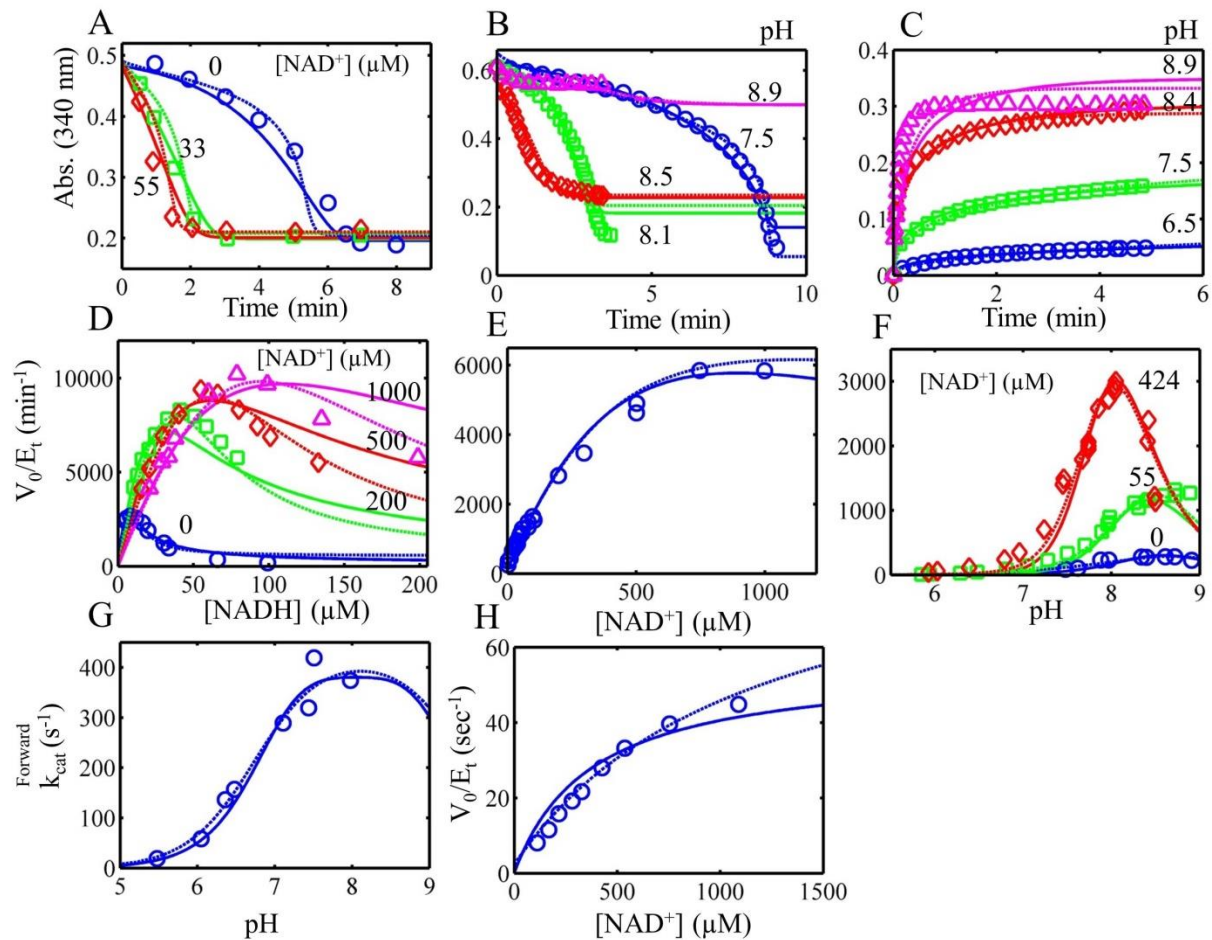 A
Abs. (340 nm)
0.5
0.4
0.3
0.2
[NAD⁺] (µM)
0
33
55
0 2 4 6 8
Time (min)
B
pH
0.6
0.4
0.2
0
8.9
7.5
8.5
8.1
0 5 10
Time (min)
C
pH
0.4
0.3
0.2
0.1
0
8.9
8.4
7.5
6.5
0 2 4 6
Time (min)
D
V₀/Eₜ (min⁻¹)
10000
5000
0
[NAD⁺] (µM)
1000
500
200
0
0 50 100 150 200
[NADH] (µM)
E
6000
4000
2000
0
0 500 1000
[NAD⁺] (µM)
F
3000
2000
1000
0
[NAD⁺] (µM)
424
55
0
6 7 8 9
pH
G
Forward
k_cat (s⁻¹)
400
300
200
100
0
5 6 7 8 9
pH
H
V₀/Eₜ (sec⁻¹)
60
40
20
0
0 500 1000 1500
[NAD⁺] (µM)